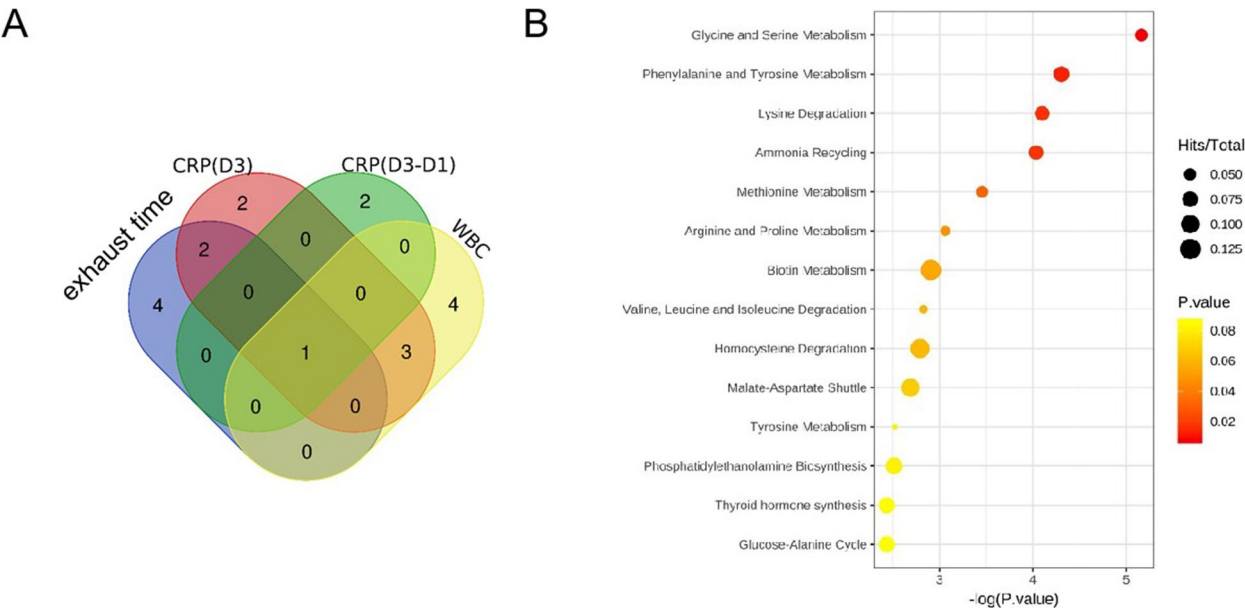 A
exhaust time
CRP(D3)
CRP(D3-D1)
WBC
2
2
2
0
0
4
0
0
4
0
1
3
0
0
0
B
Glycine and Serine Metabolism
Phenylalanine and Tyrosine Metabolism
Lysine Degradation
Ammonia Recycling
Methionine Metabolism
Arginine and Proline Metabolism
Biotin Metabolism
Valine, Leucine and Isoleucine Degradation
Homocysteine Degradation
Malate-Aspartate Shuttle
Tyrosine Metabolism
Phosphatidylethanolamine Biosynthesis
Thyroid hormone synthesis
Glucose-Alanine Cycle
3 4 5
-log(P.value)
Hits/Total
0.050
0.075
0.100
0.125
P.value
0.08
0.06
0.04
0.02